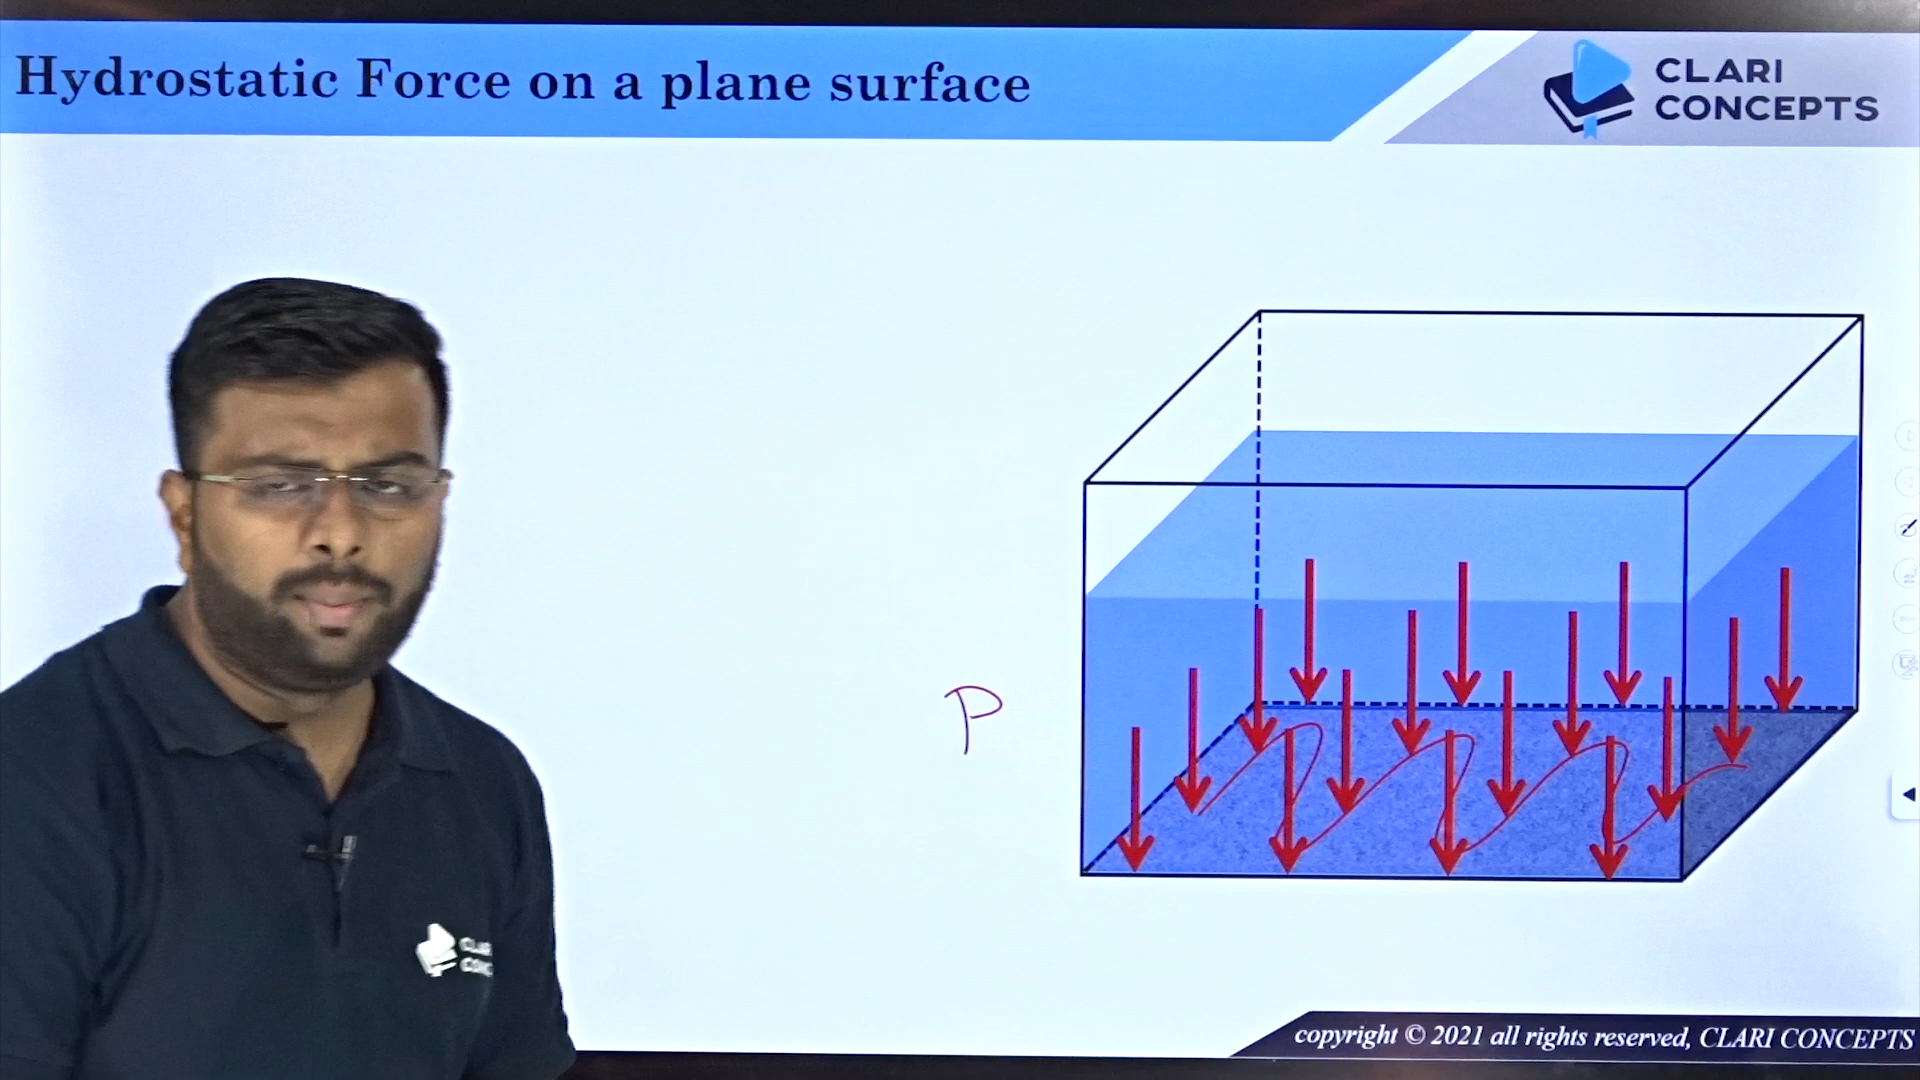 Hydrostatic Force on a plane surface
CLARI
CONCEPTS
P
copyright © 2021 all rights reserved, CLARI CONCEPTS